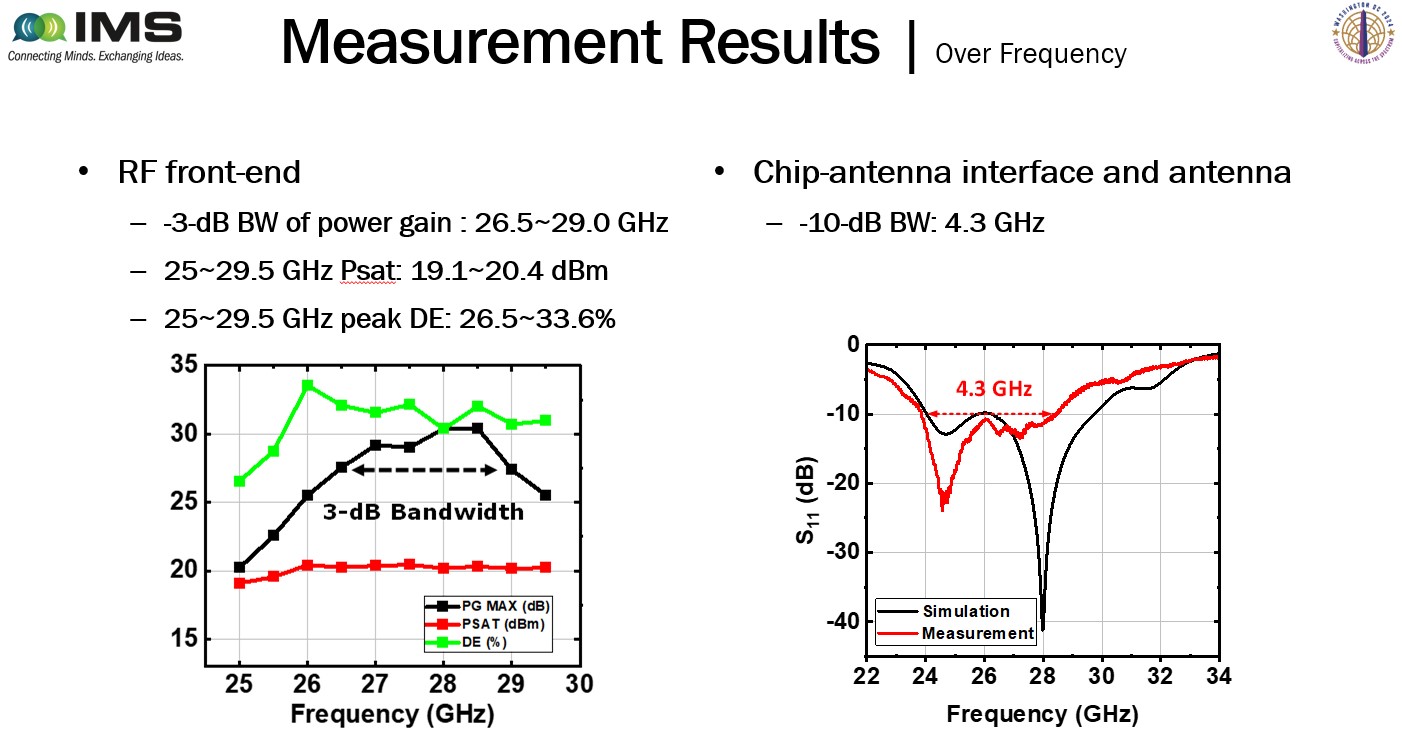 IMS
Connecting Minds. Exchanging Ideas.
Measurement Results | Over Frequency
WASHINGTON DC 2024
CAPITALIZING ACROSS THE SPECTRUM
• RF front-end
– -3-dB BW of power gain : 26.5~29.0 GHz
– 25~29.5 GHz Psat: 19.1~20.4 dBm
– 25~29.5 GHz peak DE: 26.5~33.6%
35
30
25
20
15
3-dB Bandwidth
PG MAX (dB)
PSAT (dBm)
DE (%)
25 26 27 28 29 30
Frequency (GHz)
• Chip-antenna interface and antenna
– -10-dB BW: 4.3 GHz
0
-10
-20
-30
-40
S11 (dB)
4.3 GHz
Simulation
Measurement
22 24 26 28 30 32 34
Frequency (GHz)